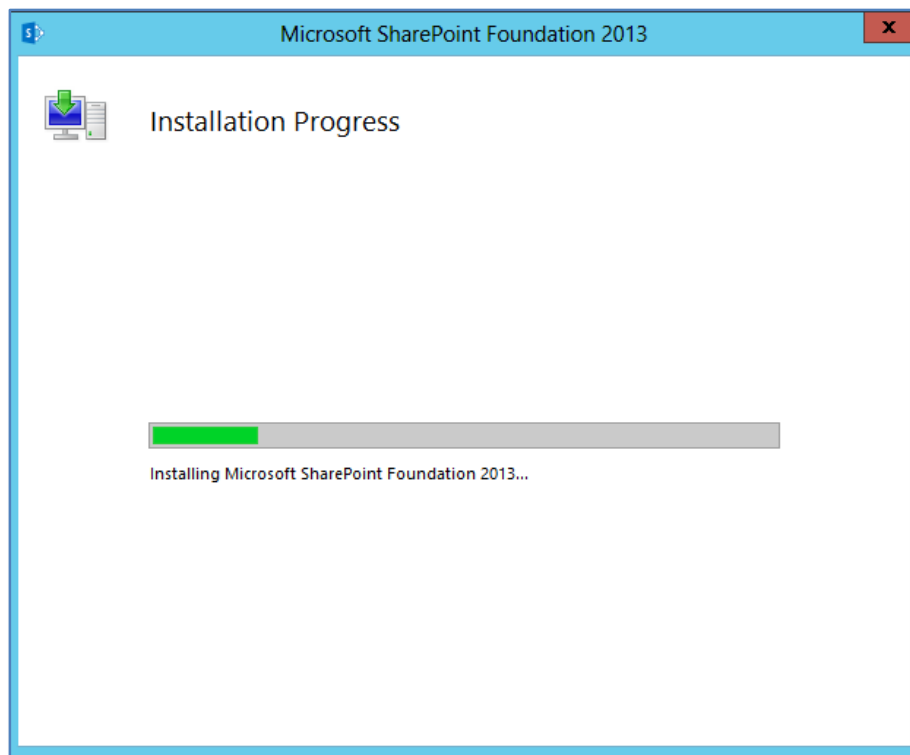 Microsoft SharePoint Foundation 2013
Installation Progress
Installing Microsoft SharePoint Foundation 2013...